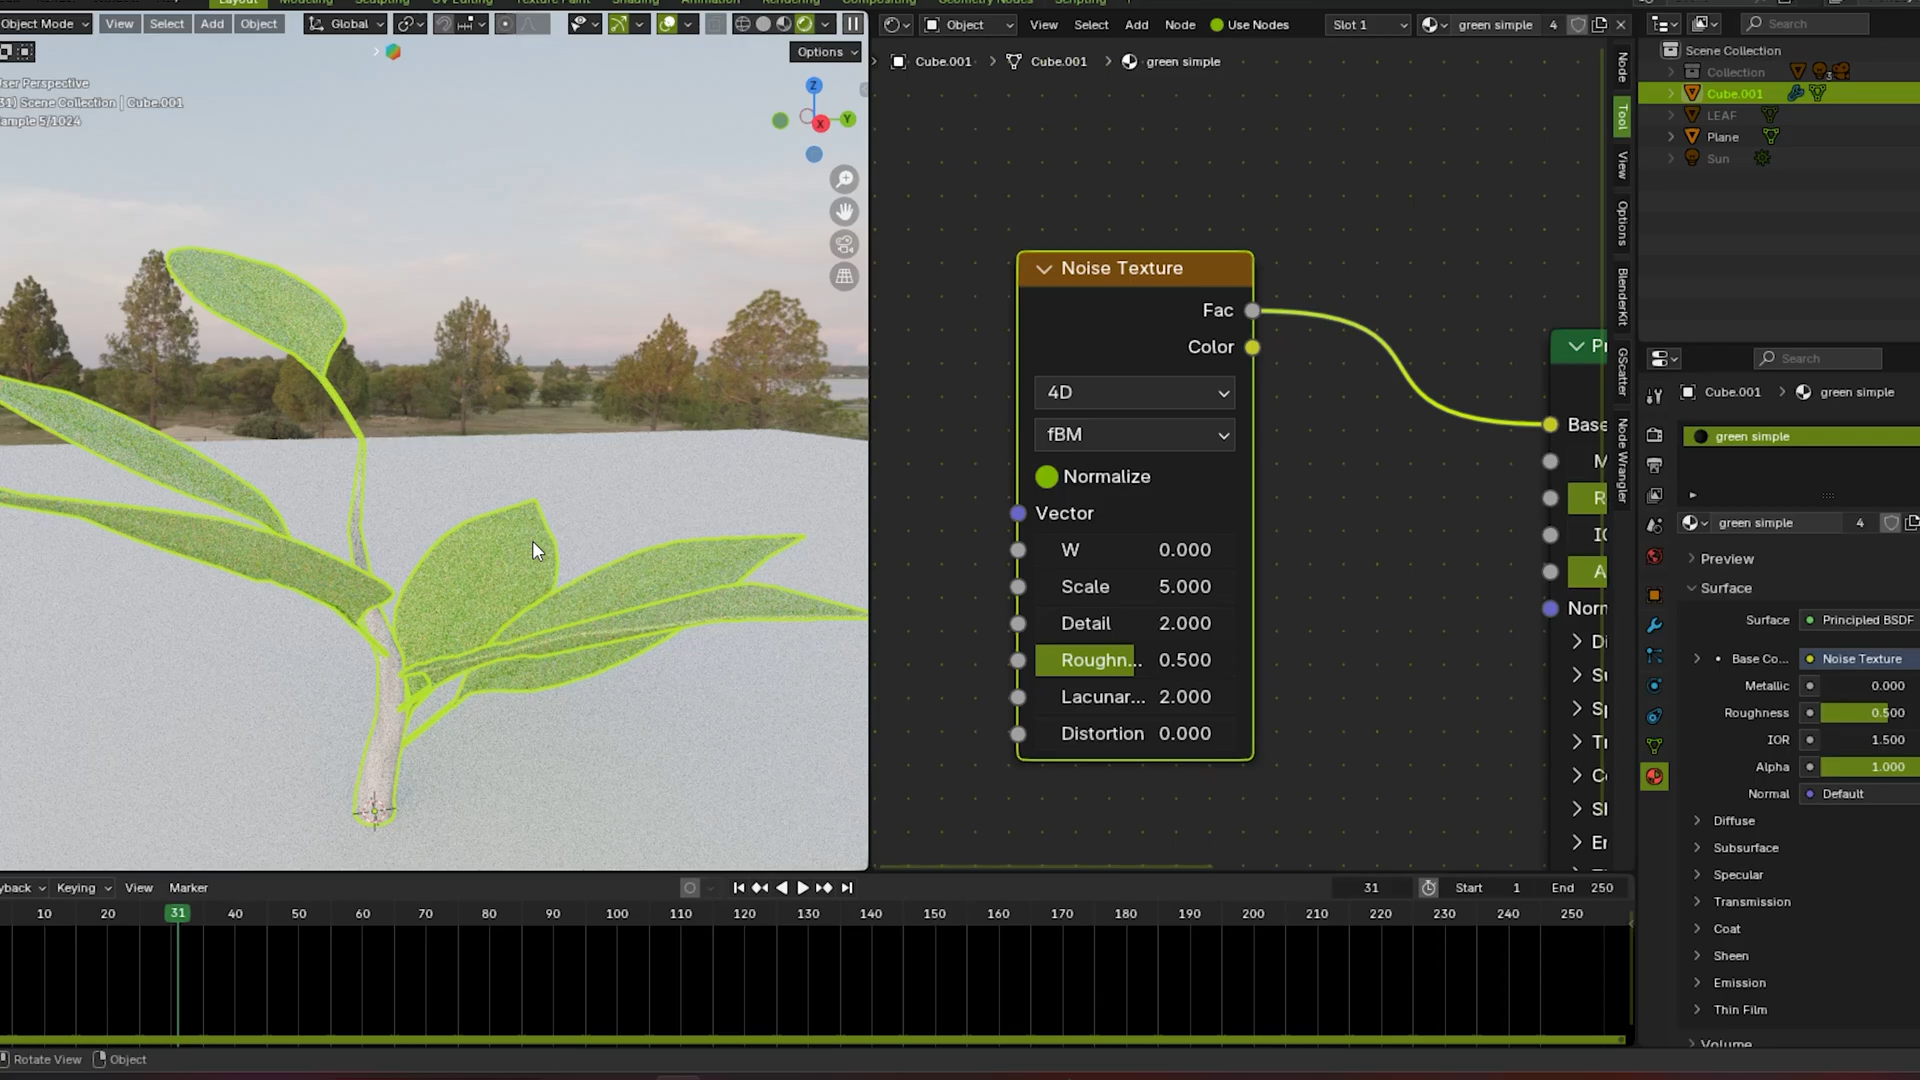 Object Mode View Select Add Object Global
Options
User Perspective
(31) Scene Collection | Cube.001
Sample 5/1024
Z
Y
X
Object View Select Add Node Use Nodes Slot 1 green simple 4
Cube.001 > Cube.001 > green simple
Noise Texture
Fac
Color
4D
fBM
Normalize
Vector
W 0.000
Scale 5.000
Detail 2.000
Roughn... 0.500
Lacunar... 2.000
Distortion 0.000
Base
Norm
Node
Tool
View
Options
BlenderKit
GScatter
Node Wrangler
Search
Scene Collection
Collection 3
Cube.001
LEAF
Plane
Sun
Search
Cube.001 > green simple
green simple
green simple 4
Preview
Surface
Surface Principled BSDF
Base Co... Noise Texture
Metallic 0.000
Roughness 0.500
IOR 1.500
Alpha 1.000
Normal Default
Diffuse
Subsurface
Specular
Transmission
Coat
Sheen
Emission
Thin Film
Volume
yback Keying View Marker
31 Start 1 End 250
10 20 31 40 50 60 70 80 90 100 110 120 130 140 150 160 170 180 190 200 210 220 230 240 250
Rotate View Object